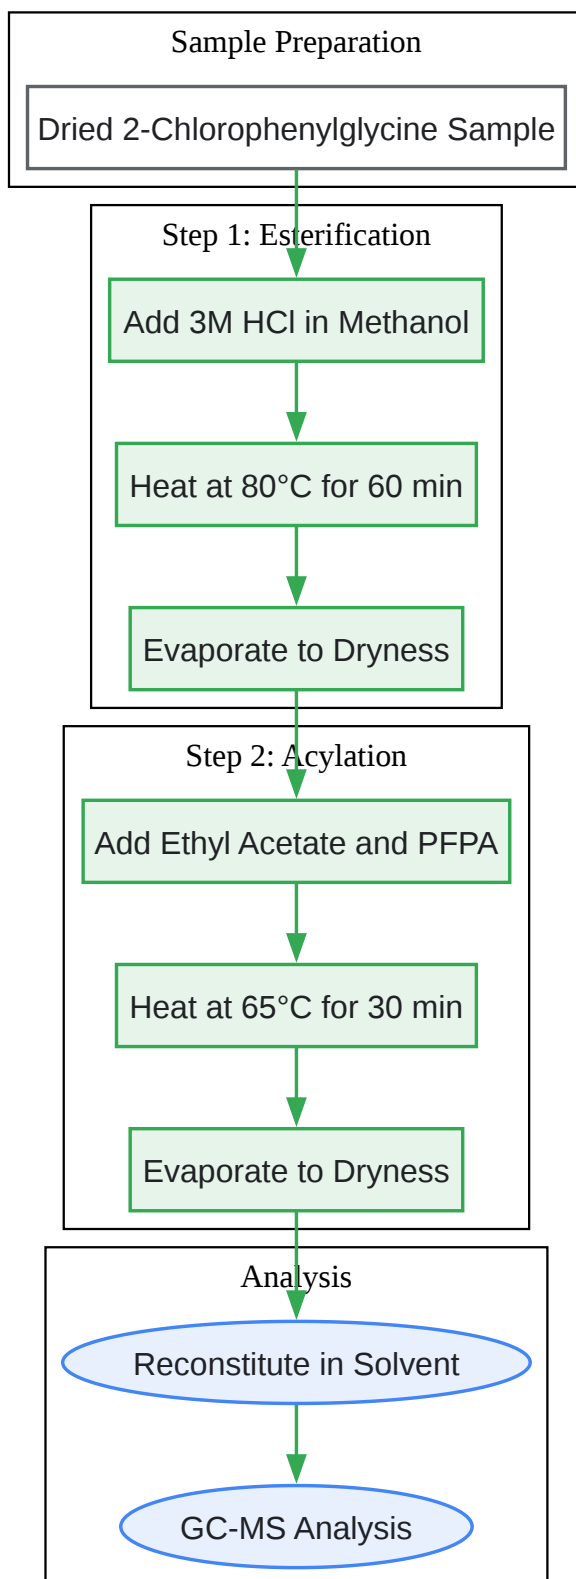 Sample Preparation
Dried 2-Chlorophenylglycine Sample
Step 1: Esterification
Add 3M HCl in Methanol
Heat at 80°C for 60 min
Evaporate to Dryness
Step 2: Acylation
Add Ethyl Acetate and PFPA
Heat at 65°C for 30 min
Evaporate to Dryness
Analysis
Reconstitute in Solvent
GC-MS Analysis